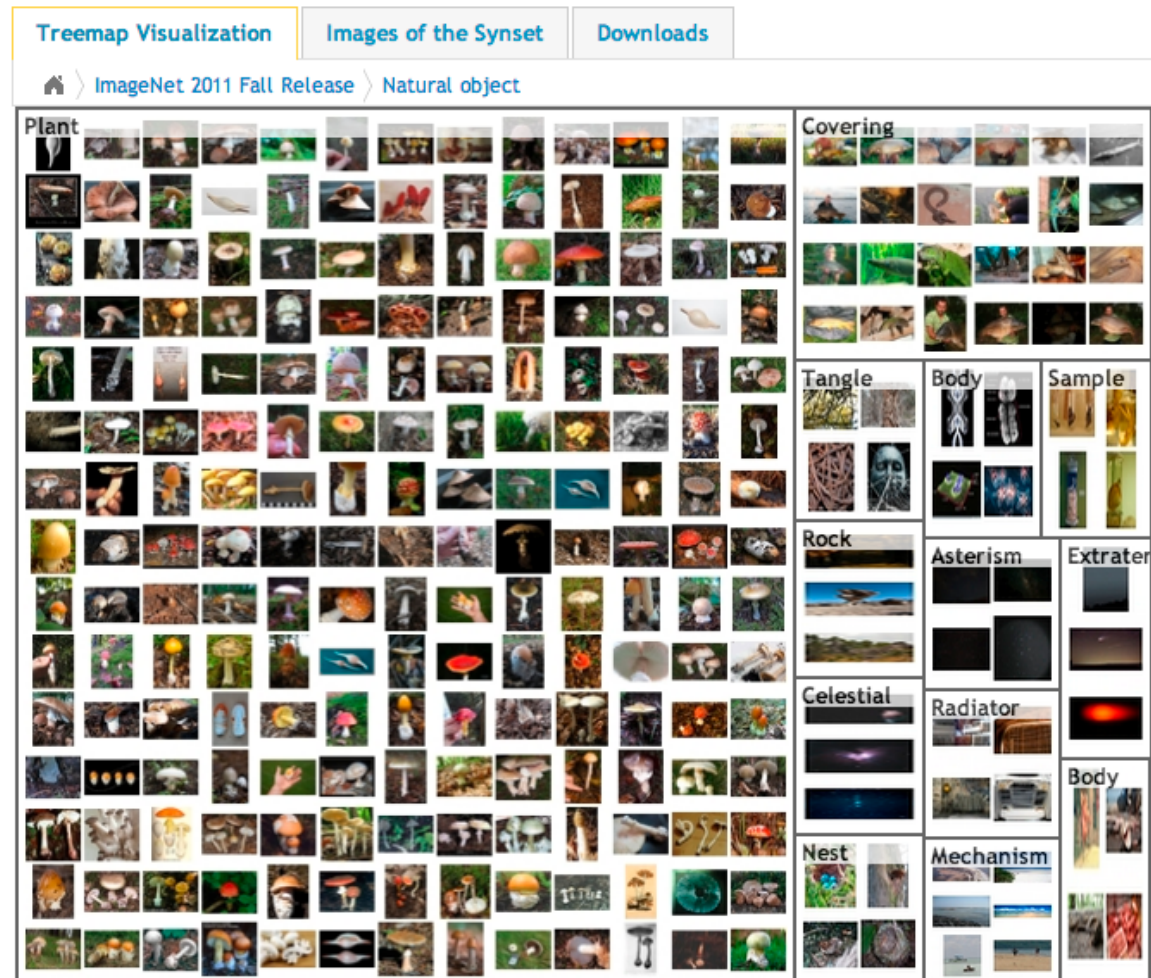 Treemap Visualization
Images of the Synset
Downloads
ImageNet 2011 Fall Release
Natural object
Plant
Covering
Tangle
Body
Sample
Rock
Asterism
Extrater
Celestial
Radiator
Body
Nest
Mechanism